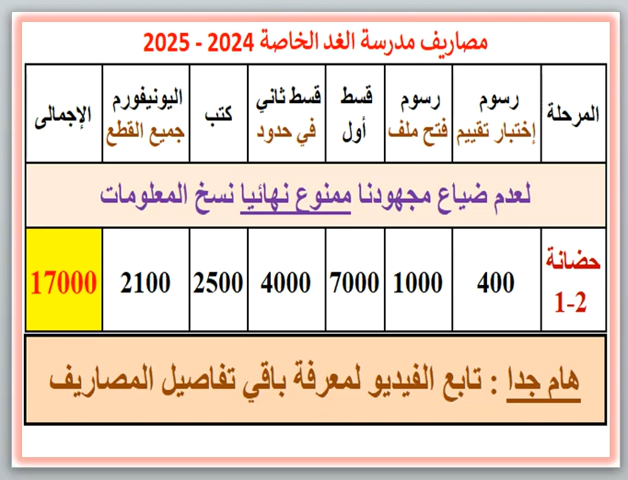 مصاريف مدرسة الغد الخاصة 2024 - 2025
المرحلة رسوم إختبار تقييم رسوم فتح ملف قسط أول قسط ثاني في حدود كتب اليونيفورم جميع القطع الإجمالى
لعدم ضياع مجهودنا ممنوع نهائيا نسخ المعلومات
حضانة 1-2 400 1000 7000 4000 2500 2100 17000
هام جدا : تابع الفيديو لمعرفة باقي تفاصيل المصاريف